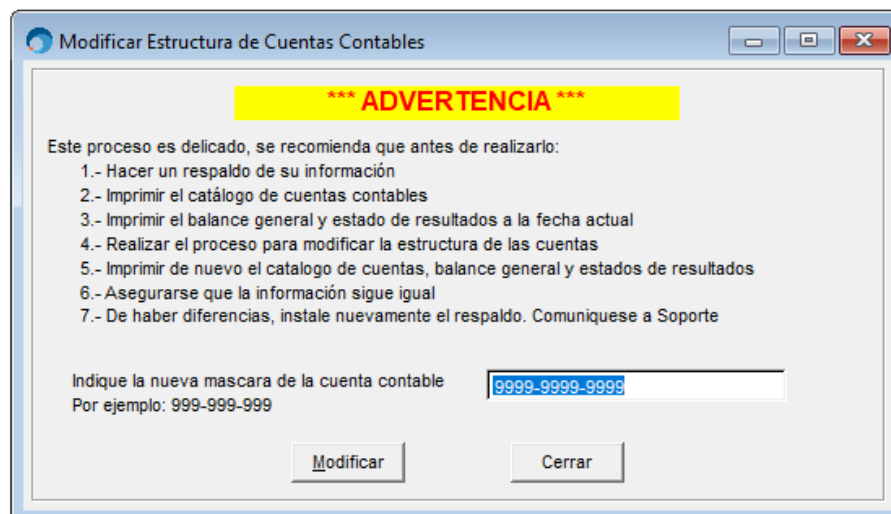 Modificar Estructura de Cuentas Contables
*** ADVERTENCIA ***
Este proceso es delicado, se recomienda que antes de realizarlo:
1.- Hacer un respaldo de su información
2.- Imprimir el catálogo de cuentas contables
3.- Imprimir el balance general y estado de resultados a la fecha actual
4.- Realizar el proceso para modificar la estructura de las cuentas
5.- Imprimir de nuevo el catalogo de cuentas, balance general y estados de resultados
6.- Asegurarse que la información sigue igual
7.- De haber diferencias, instale nuevamente el respaldo. Comuniquese a Soporte
Indique la nueva mascara de la cuenta contable 9999-9999-9999
Por ejemplo: 999-999-999
Modificar Cerrar